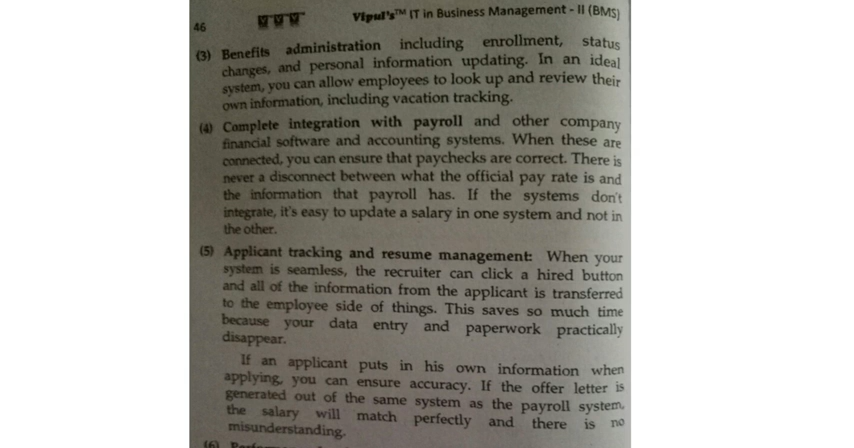 46
Vipul's™ IT in Business Management - II (BMS)
(3) Benefits administration including enrollment, status
changes, and personal information updating. In an ideal
system, you can allow employees to look up and review their
own information, including vacation tracking.
(4) Complete integration with payroll and other company
financial software and accounting systems. When these are
connected, you can ensure that paychecks are correct. There is
never a disconnect between what the official pay rate is and
the information that payroll has. If the systems don't
integrate, it's easy to update a salary in one system and not in
the other.
(5) Applicant tracking and resume management: When your
system is seamless, the recruiter can click a hired button
and all of the information from the applicant is transferred
to the employee side of things. This saves so much time
because your data entry and paperwork practically
disappear.
If an applicant puts in his own information when
applying, you can ensure accuracy. If the offer letter is
generated out of the same system as the payroll system,
the salary will match perfectly and there is no
misunderstanding.
(6)